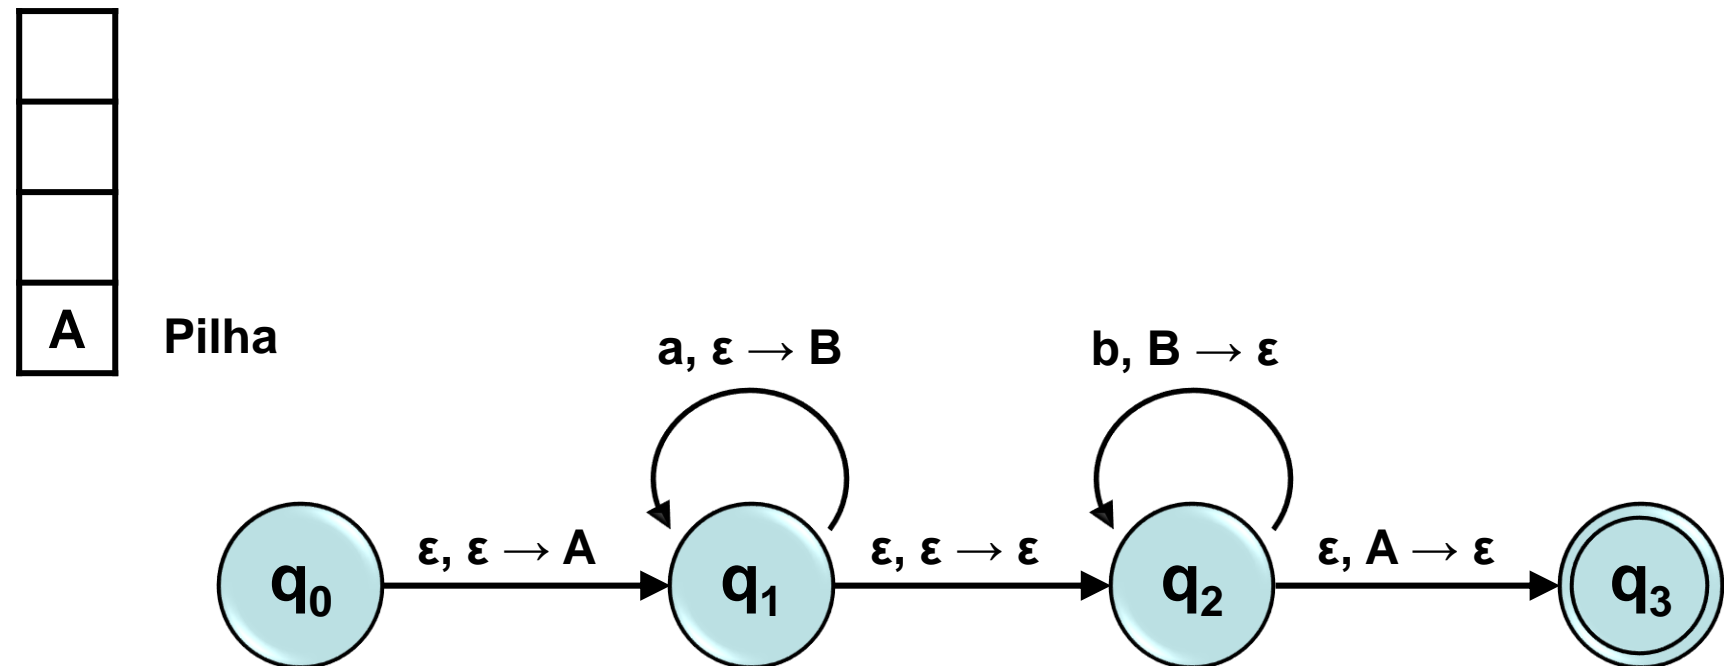 A
Pilha
a, ε → B
b, B → ε
ε, ε → A
ε, ε → ε
ε, A → ε
q₀
q₁
q₂
q₃